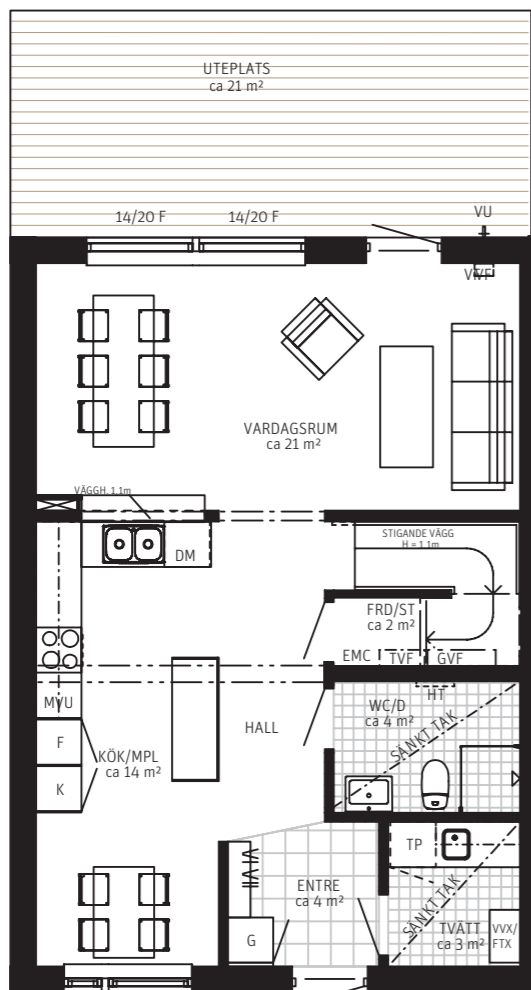 UTEPLATS
ca 21 m²
14/20 F
14/20 F
VU
VVF
VARDAGSRUM
ca 21 m²
VÄGGH. 1.1m
DM
STIGANDE VÄGG
H = 1.1m
FRD/ST
ca 2 m²
EMC
TVF
GVF
MVU
HT
WC/D
ca 4 m²
SÄNKT TAK
HALL
F
KÖK/MPL
ca 14 m²
K
TP
ENTRE
ca 4 m²
SÄNKT TAK
G
TVÄTT
ca 3 m²
VVX/
FTX